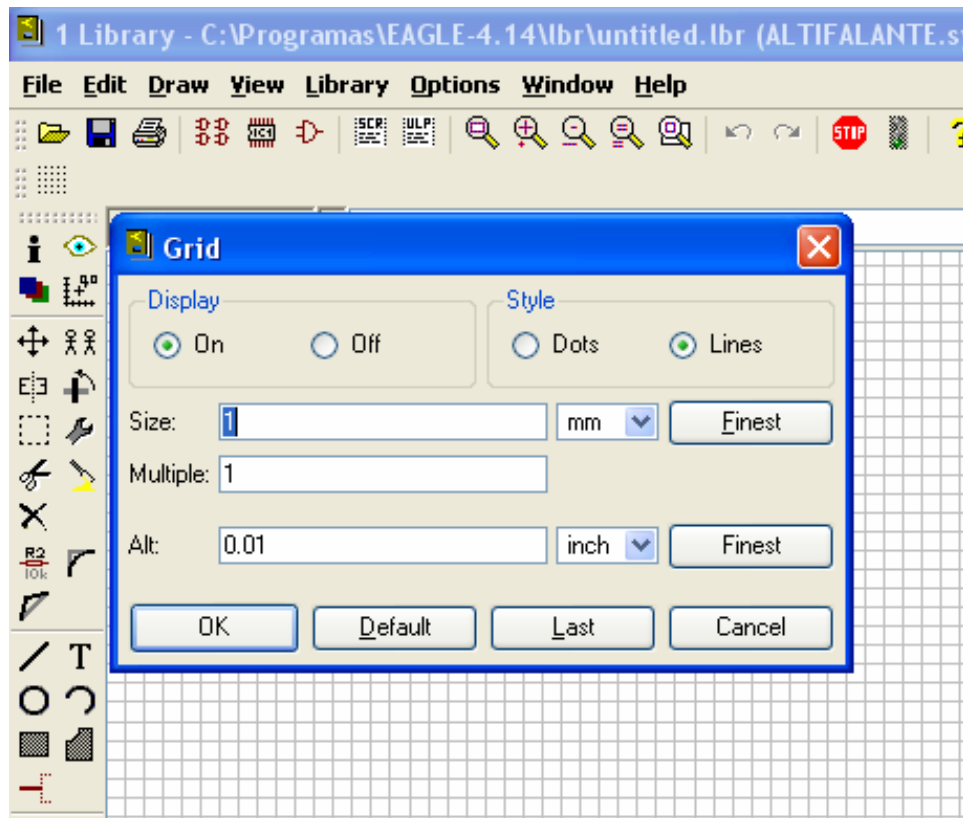 1 Library - C:\Programas\EAGLE-4.14\lbr\untitled.lbr (ALTIFALANTE.s
File Edit Draw View Library Options Window Help
SCR ULP
IC1
STOP
?
Grid
Display
Style
On
Off
Dots
Lines
Size: 1 mm Finest
Multiple: 1
Alt: 0.01 inch Finest
OK Default Last Cancel
R2
10k
T